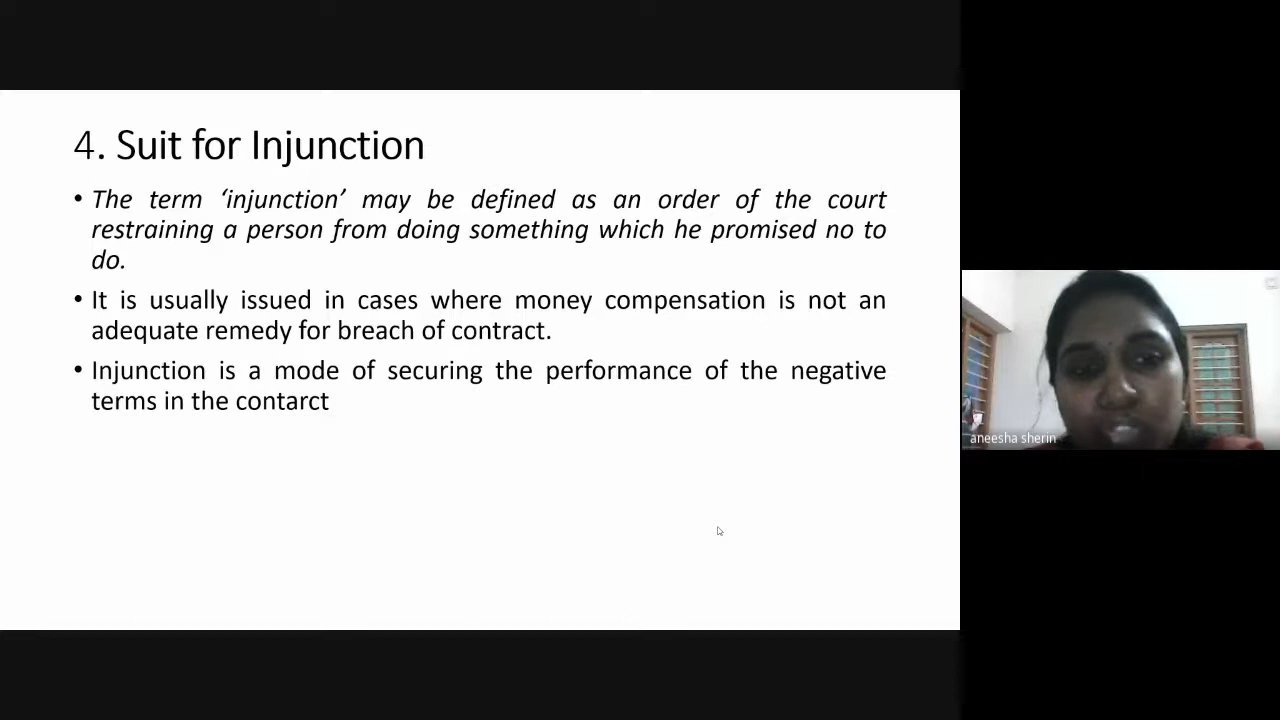 4. Suit for Injunction
• The term ‘injunction’ may be defined as an order of the court
restraining a person from doing something which he promised no to
do.
• It is usually issued in cases where money compensation is not an
adequate remedy for breach of contract.
• Injunction is a mode of securing the performance of the negative
terms in the contarct
aneesha sherin